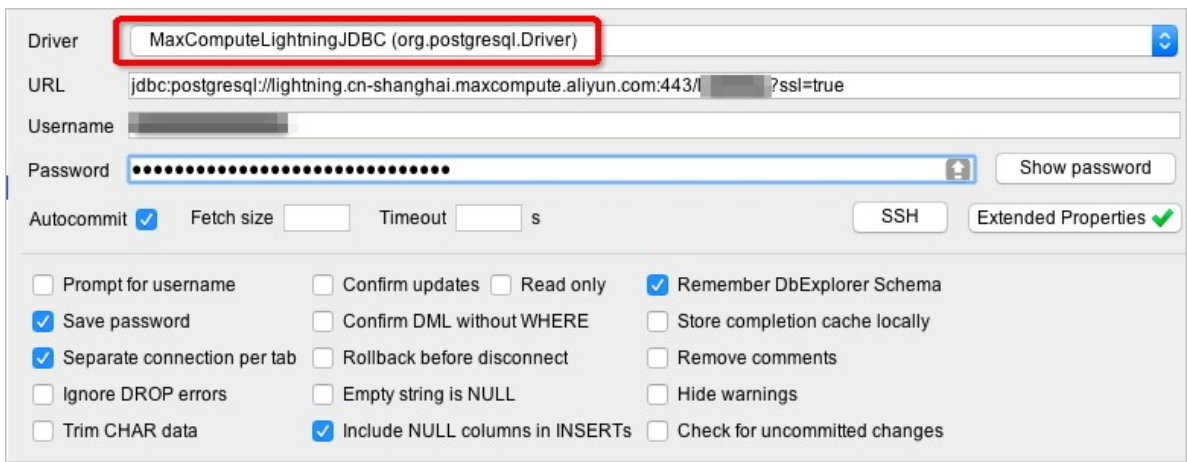 Driver MaxComputeLightningJDBC (org.postgresql.Driver)
URL jdbc:postgresql://lightning.cn-shanghai.maxcompute.aliyun.com:443/ ?ssl=true
Username
Password •••••••••••••••••••••••••••••• Show password
Autocommit Fetch size Timeout s SSH Extended Properties
Prompt for username Confirm updates Read only Remember DbExplorer Schema
Save password Confirm DML without WHERE Store completion cache locally
Separate connection per tab Rollback before disconnect Remove comments
Ignore DROP errors Empty string is NULL Hide warnings
Trim CHAR data Include NULL columns in INSERTs Check for uncommitted changes